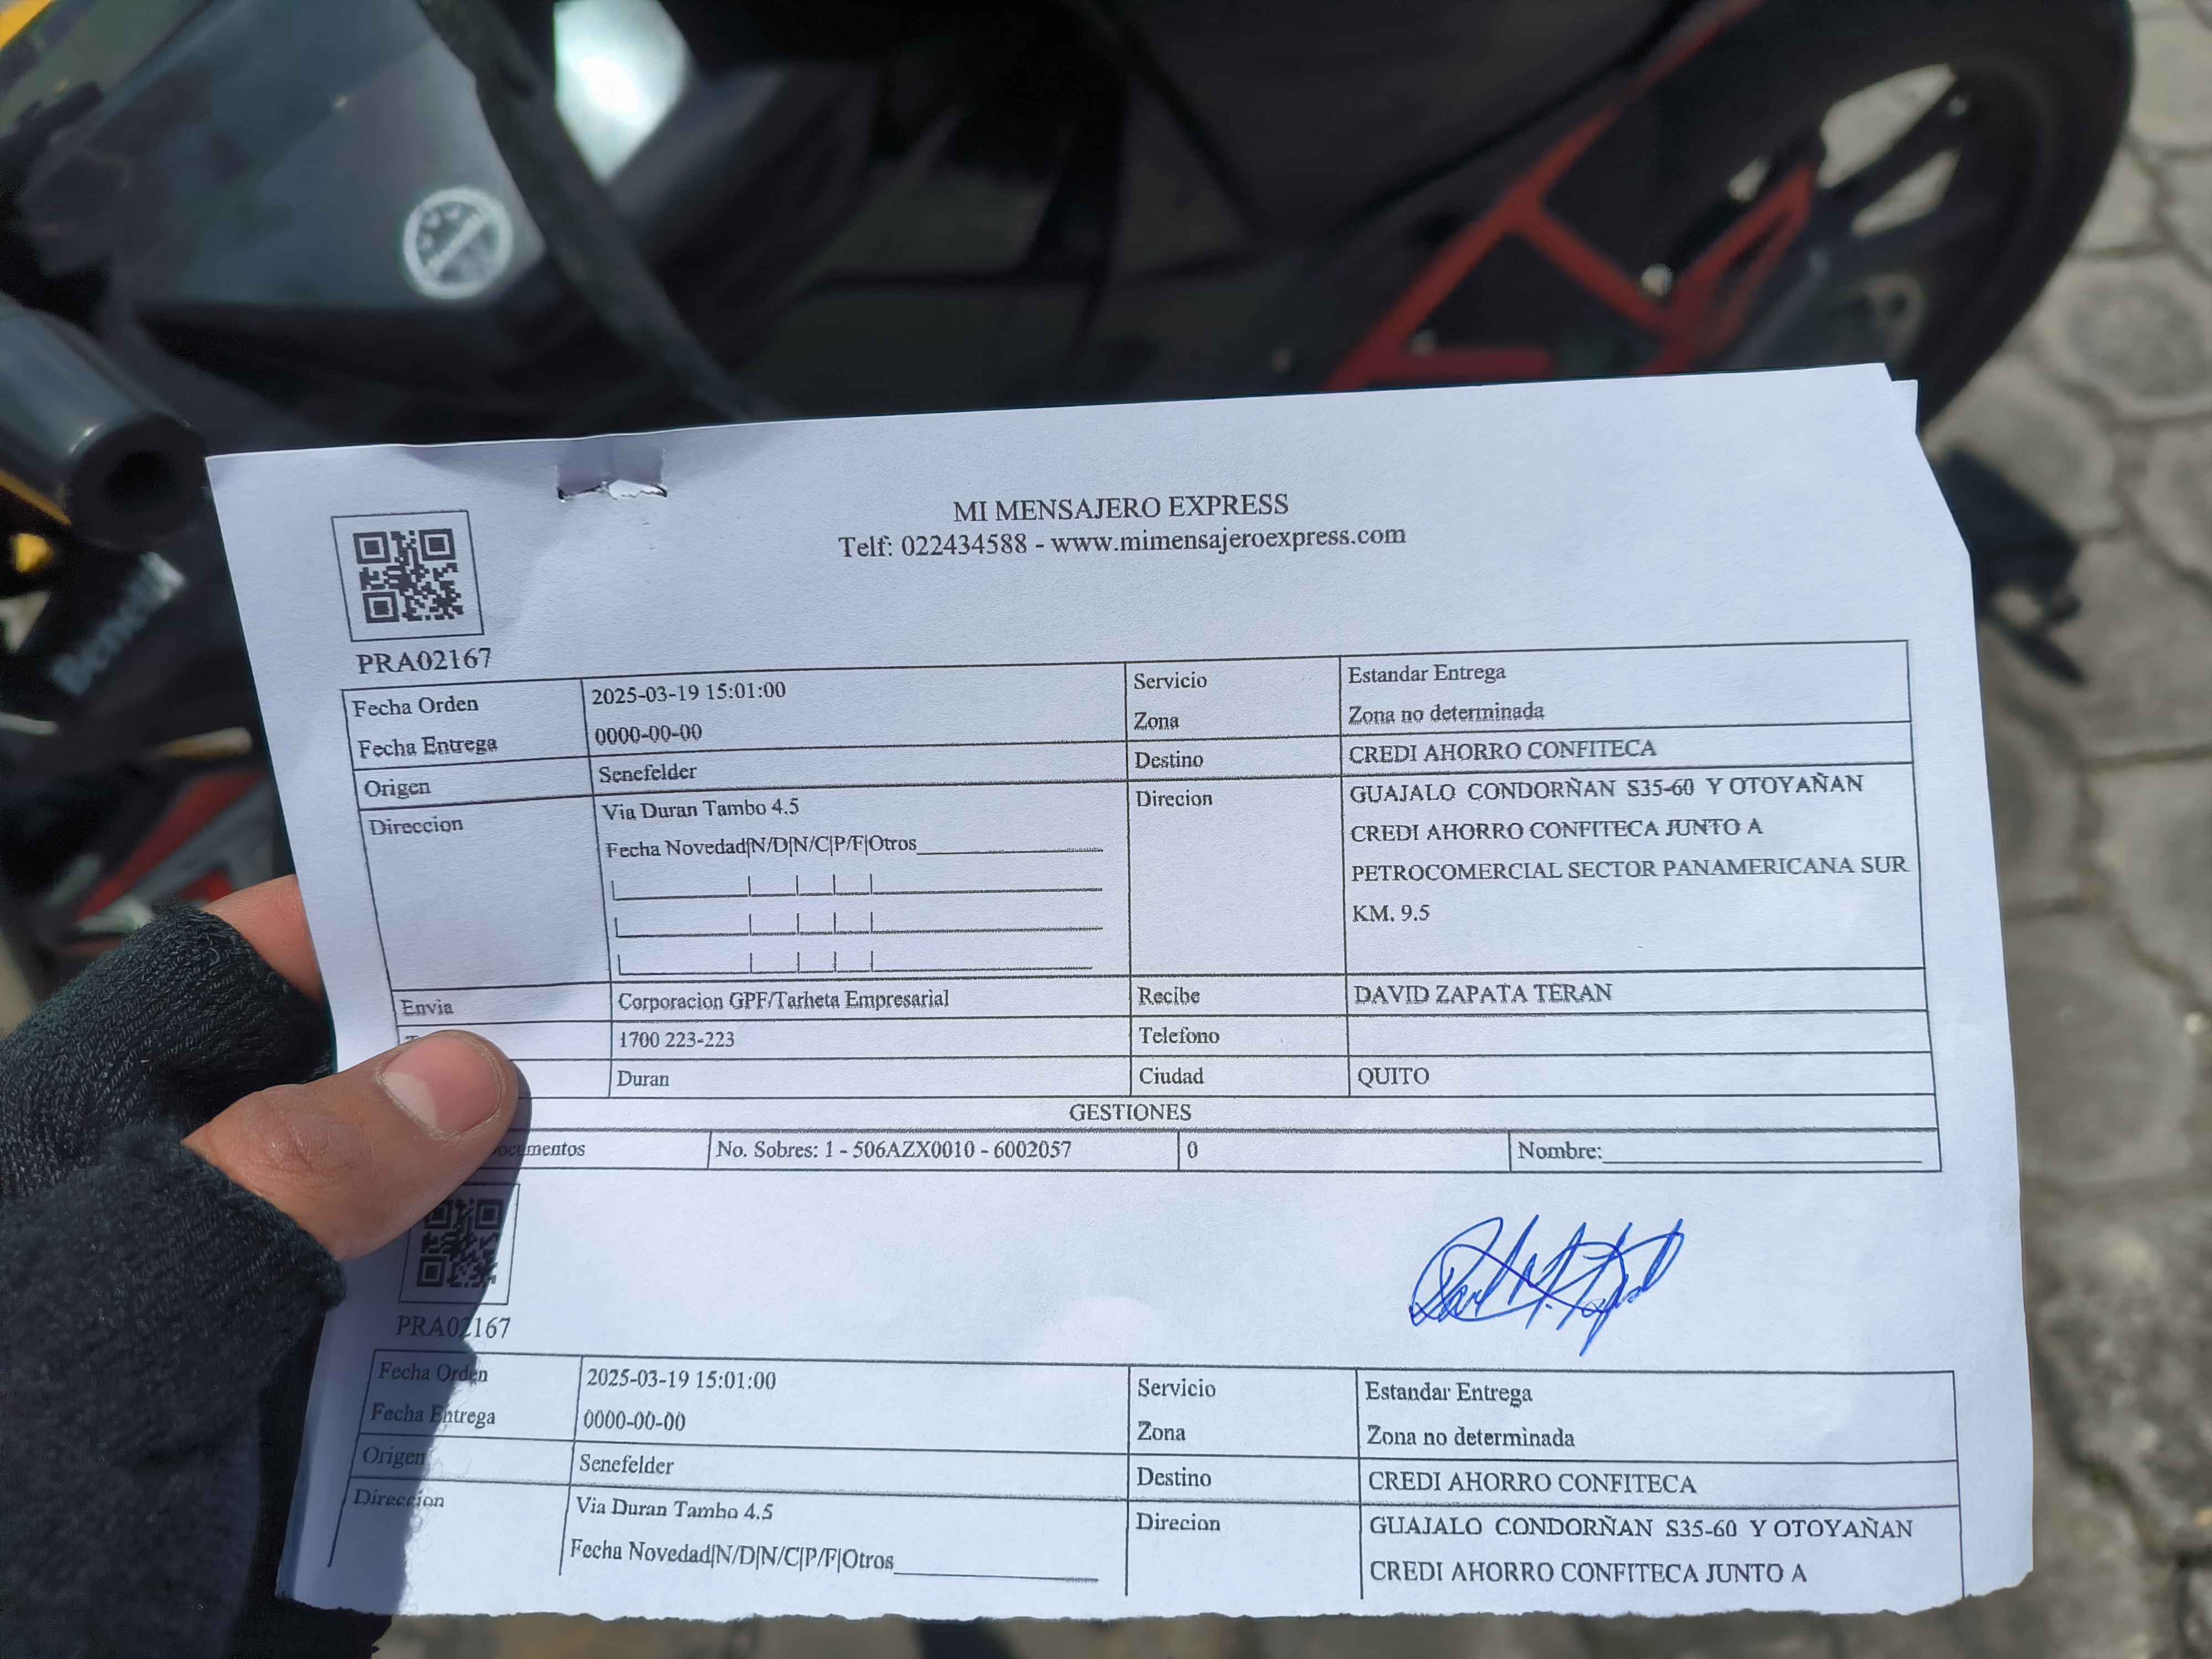 Benelli
MI MENSAJERO EXPRESS
Telf: 022434588 - www.mimensajeroexpress.com
PRA02167
Fecha Orden 2025-03-19 15:01:00 Servicio Estandar Entrega
Fecha Entrega 0000-00-00 Zona Zona no determinada
Origen Senefelder Destino CREDI AHORRO CONFITECA
Direccion Via Duran Tambo 4.5 Direcion GUAJALO CONDORÑAN S35-60 Y OTOYAÑAN
Fecha Novedad|N/D|N/C|P/F|Otros CREDI AHORRO CONFITECA JUNTO A
PETROCOMERCIAL SECTOR PANAMERICANA SUR
KM. 9.5
Envia Corporacion GPF/Tarheta Empresarial Recibe DAVID ZAPATA TERAN
1700 223-223 Telefono
Duran Ciudad QUITO
GESTIONES
No. Sobres: 1 - 506AZX0010 - 6002057 0 Nombre:
PRA02167
Fecha Orden 2025-03-19 15:01:00 Servicio Estandar Entrega
Fecha Entrega 0000-00-00 Zona Zona no determinada
Origen Senefelder Destino CREDI AHORRO CONFITECA
Direccion Via Duran Tambo 4.5 Direcion GUAJALO CONDORÑAN S35-60 Y OTOYAÑAN
Fecha Novedad|N/D|N/C|P/F|Otros CREDI AHORRO CONFITECA JUNTO A